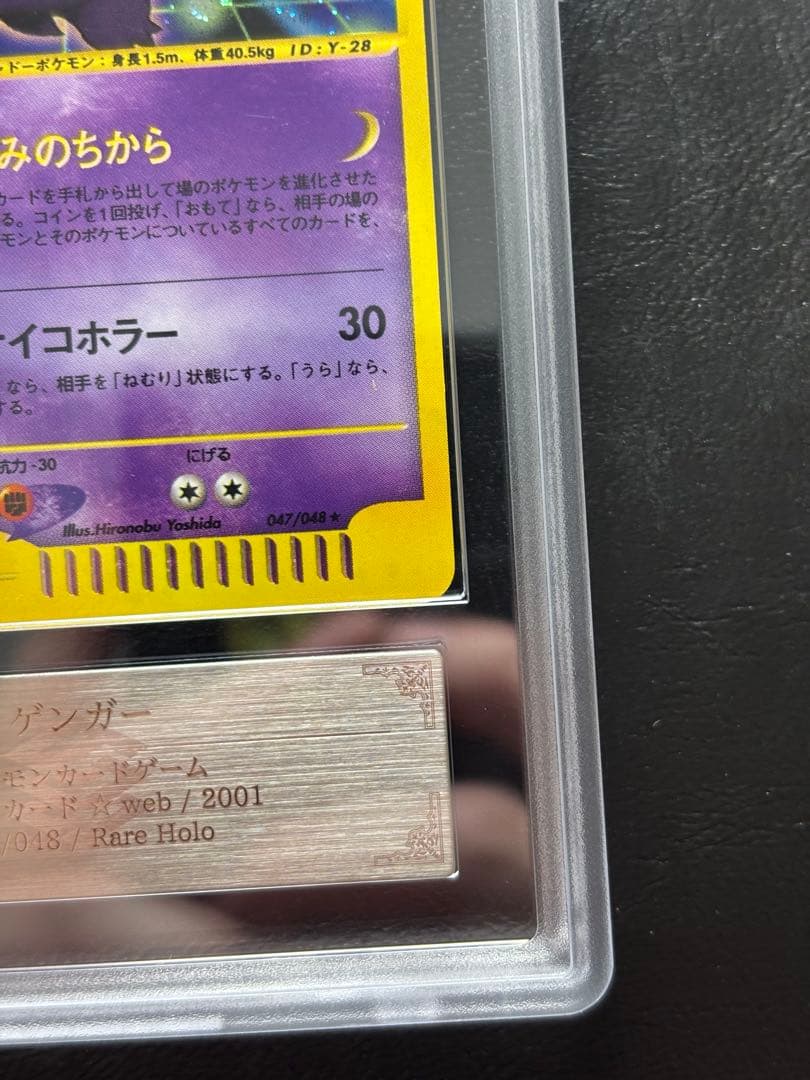 ドーポケモン：身長1.5m、体重40.5kg ID:Y-28
みのちから
カードを手札から出して場のポケモンを進化させた
る。コインを1回投げ、「おもて」なら、相手の場の
モンとそのポケモンについているすべてのカードを、
イコホラー 30
なら、相手を「ねむり」状態にする。「うら」なら、
する。
抗力-30 にげる
Illus.Hironobu Yoshida 047/048★
ゲンガー
モンカードゲーム
カード ☆ web / 2001
/048 / Rare Holo